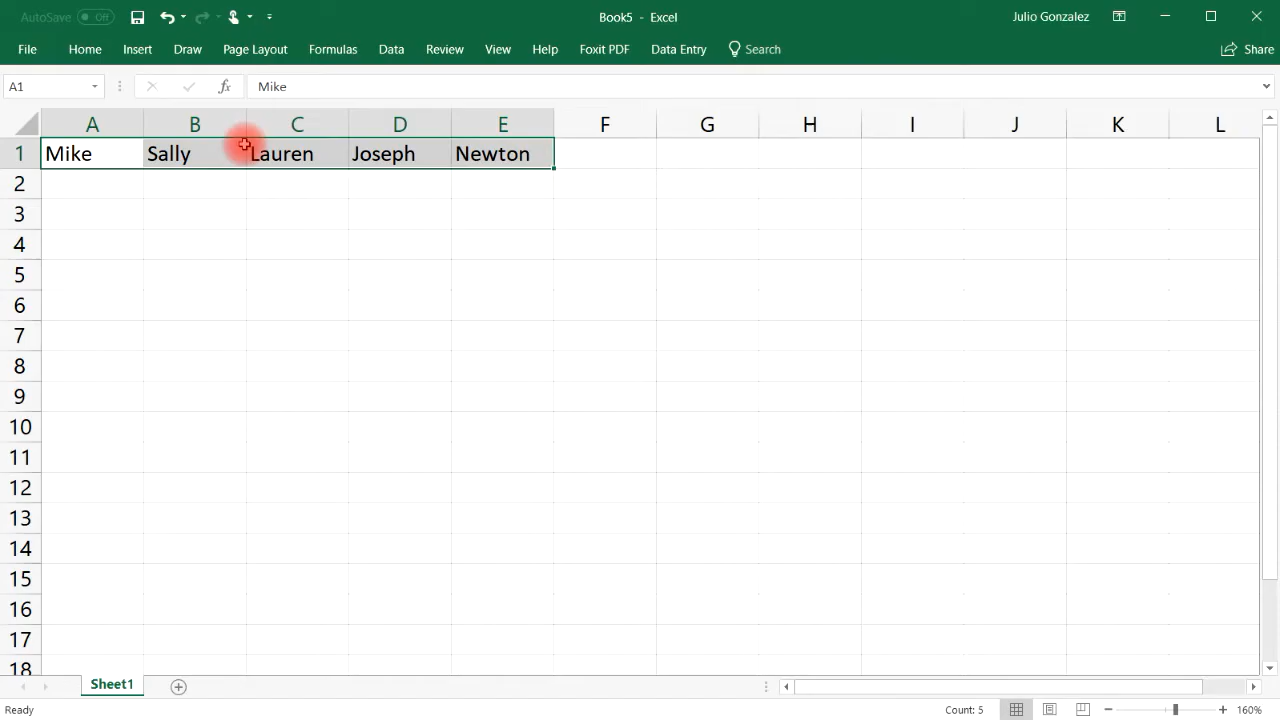 AutoSave Off Book5 - Excel Julio Gonzalez
File Home Insert Draw Page Layout Formulas Data Review View Help Foxit PDF Data Entry Search Share
A1 fx Mike
A B C D E F G H I J K L
1 Mike Sally Lauren Joseph Newton
2
3
4
5
6
7
8
9
10
11
12
13
14
15
16
17
18
Sheet1
Ready Count: 5 160%